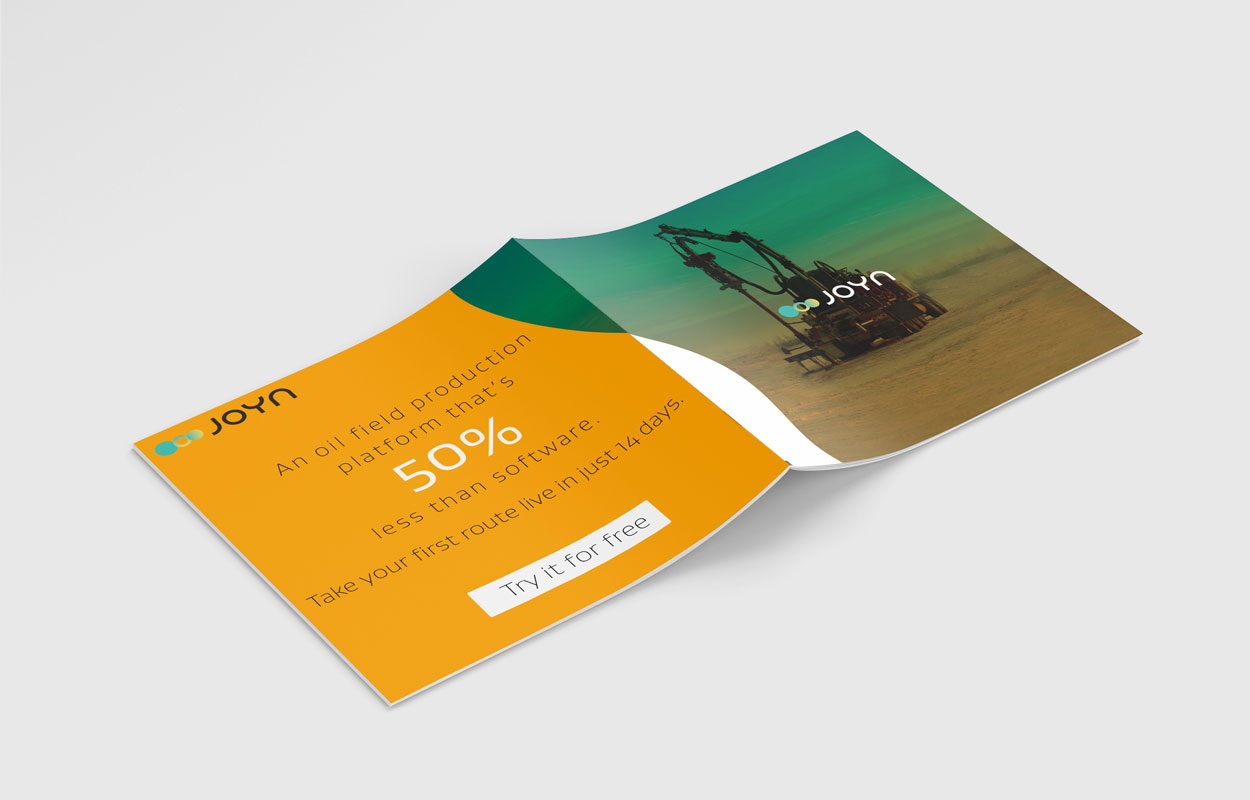 JOYN
An oil field production
platform that's
50%
less than software.
Take your first route live in just 14 days.
Try it for free
JOYN